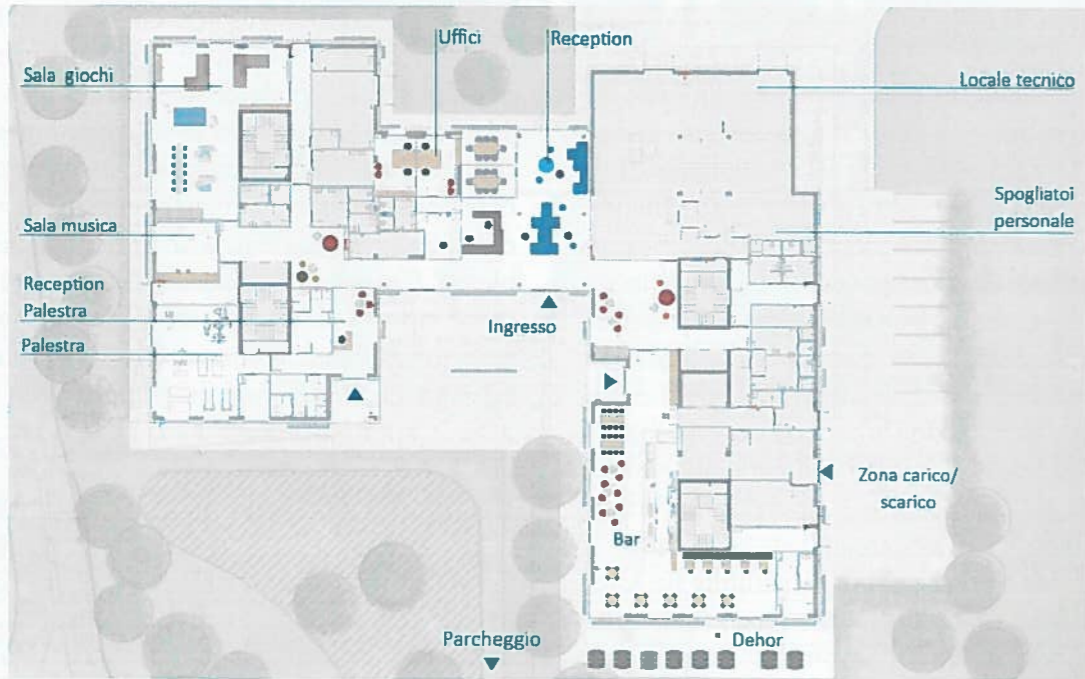 Uffici
Reception
Sala giochi
Locale tecnico
Spogliatoi
personale
Sala musica
Reception
Palestra
Palestra
Ingresso
Zona carico/
scarico
Bar
Parcheggio
Dehor